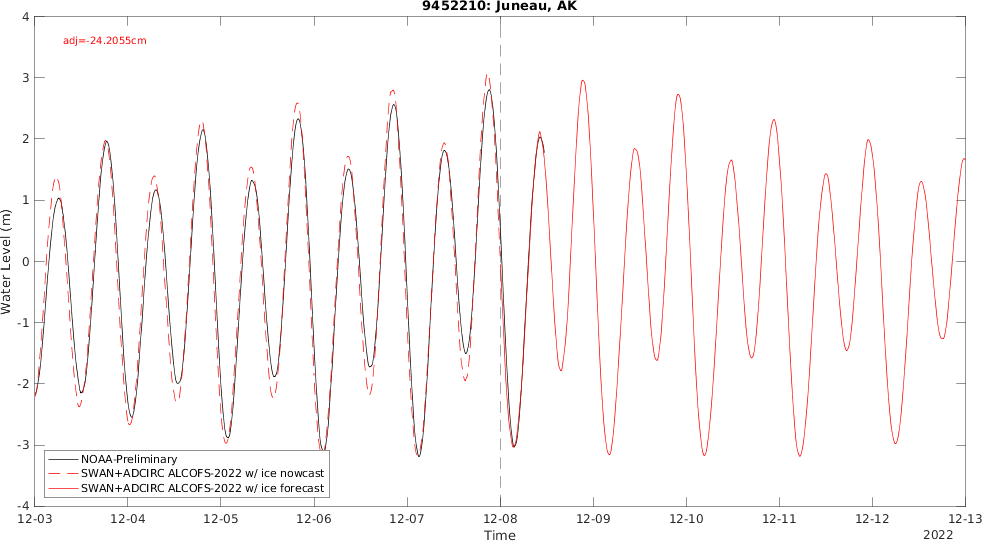 9452210: Juneau, AK
adj=-24.2055cm
Water Level (m)
4
3
2
1
0
-1
-2
-3
-4
NOAA-Preliminary
SWAN+ADCIRC ALCOFS-2022 w/ ice nowcast
SWAN+ADCIRC ALCOFS-2022 w/ ice forecast
12-03 12-04 12-05 12-06 12-07 12-08 12-09 12-10 12-11 12-12 12-13
Time
2022